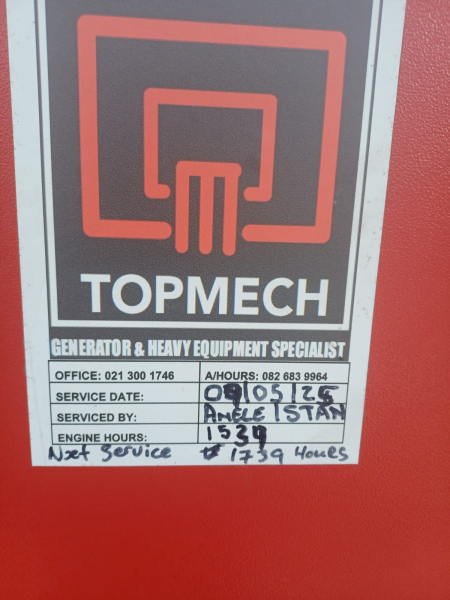 TOPMECH
GENERATOR & HEAVY EQUIPMENT SPECIALIST
OFFICE: 021 300 1746 A/HOURS: 082 683 9964
SERVICE DATE: 09/05/25
SERVICED BY: ANELE/STAN
ENGINE HOURS: 1539
Nxt Service 1739 Hours